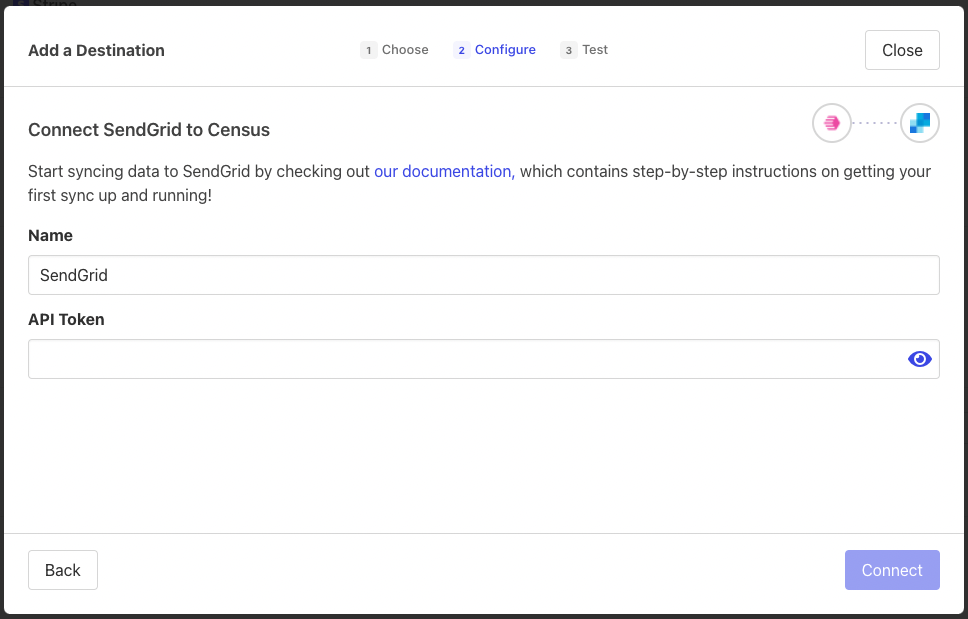 Stripe
Add a Destination
1 Choose
2 Configure
3 Test
Close
Connect SendGrid to Census
Start syncing data to SendGrid by checking out our documentation, which contains step-by-step instructions on getting your
first sync up and running!
Name
SendGrid
API Token
Back
Connect